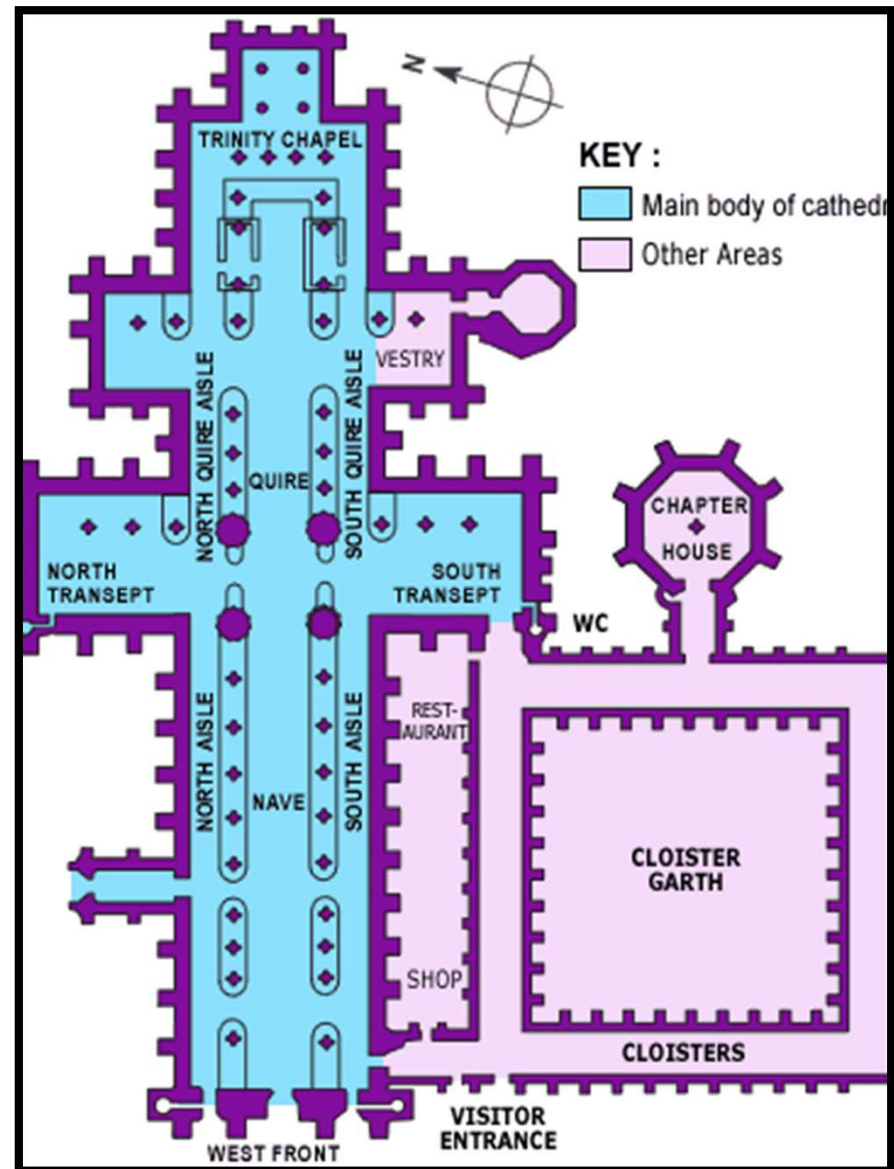 N
KEY :
Main body of cathedr
Other Areas
TRINITY CHAPEL
VESTRY
NORTH QUIRE AISLE
QUIRE
SOUTH QUIRE AISLE
CHAPTER
HOUSE
NORTH
TRANSEPT
SOUTH
TRANSEPT
WC
REST-
AURANT
NORTH AISLE
NAVE
SOUTH AISLE
CLOISTER
GARTH
SHOP
CLOISTERS
VISITOR
ENTRANCE
WEST FRONT